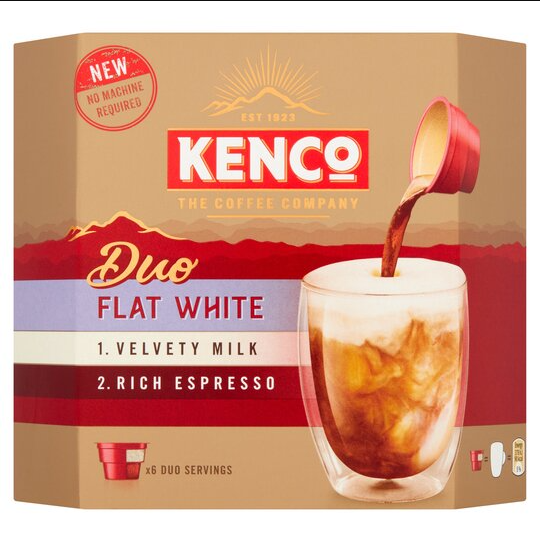 NEW
NO MACHINE
REQUIRED
EST 1923
KENCO
THE COFFEE COMPANY
Duo
FLAT WHITE
1. VELVETY MILK
2. RICH ESPRESSO
x6 DUO SERVINGS